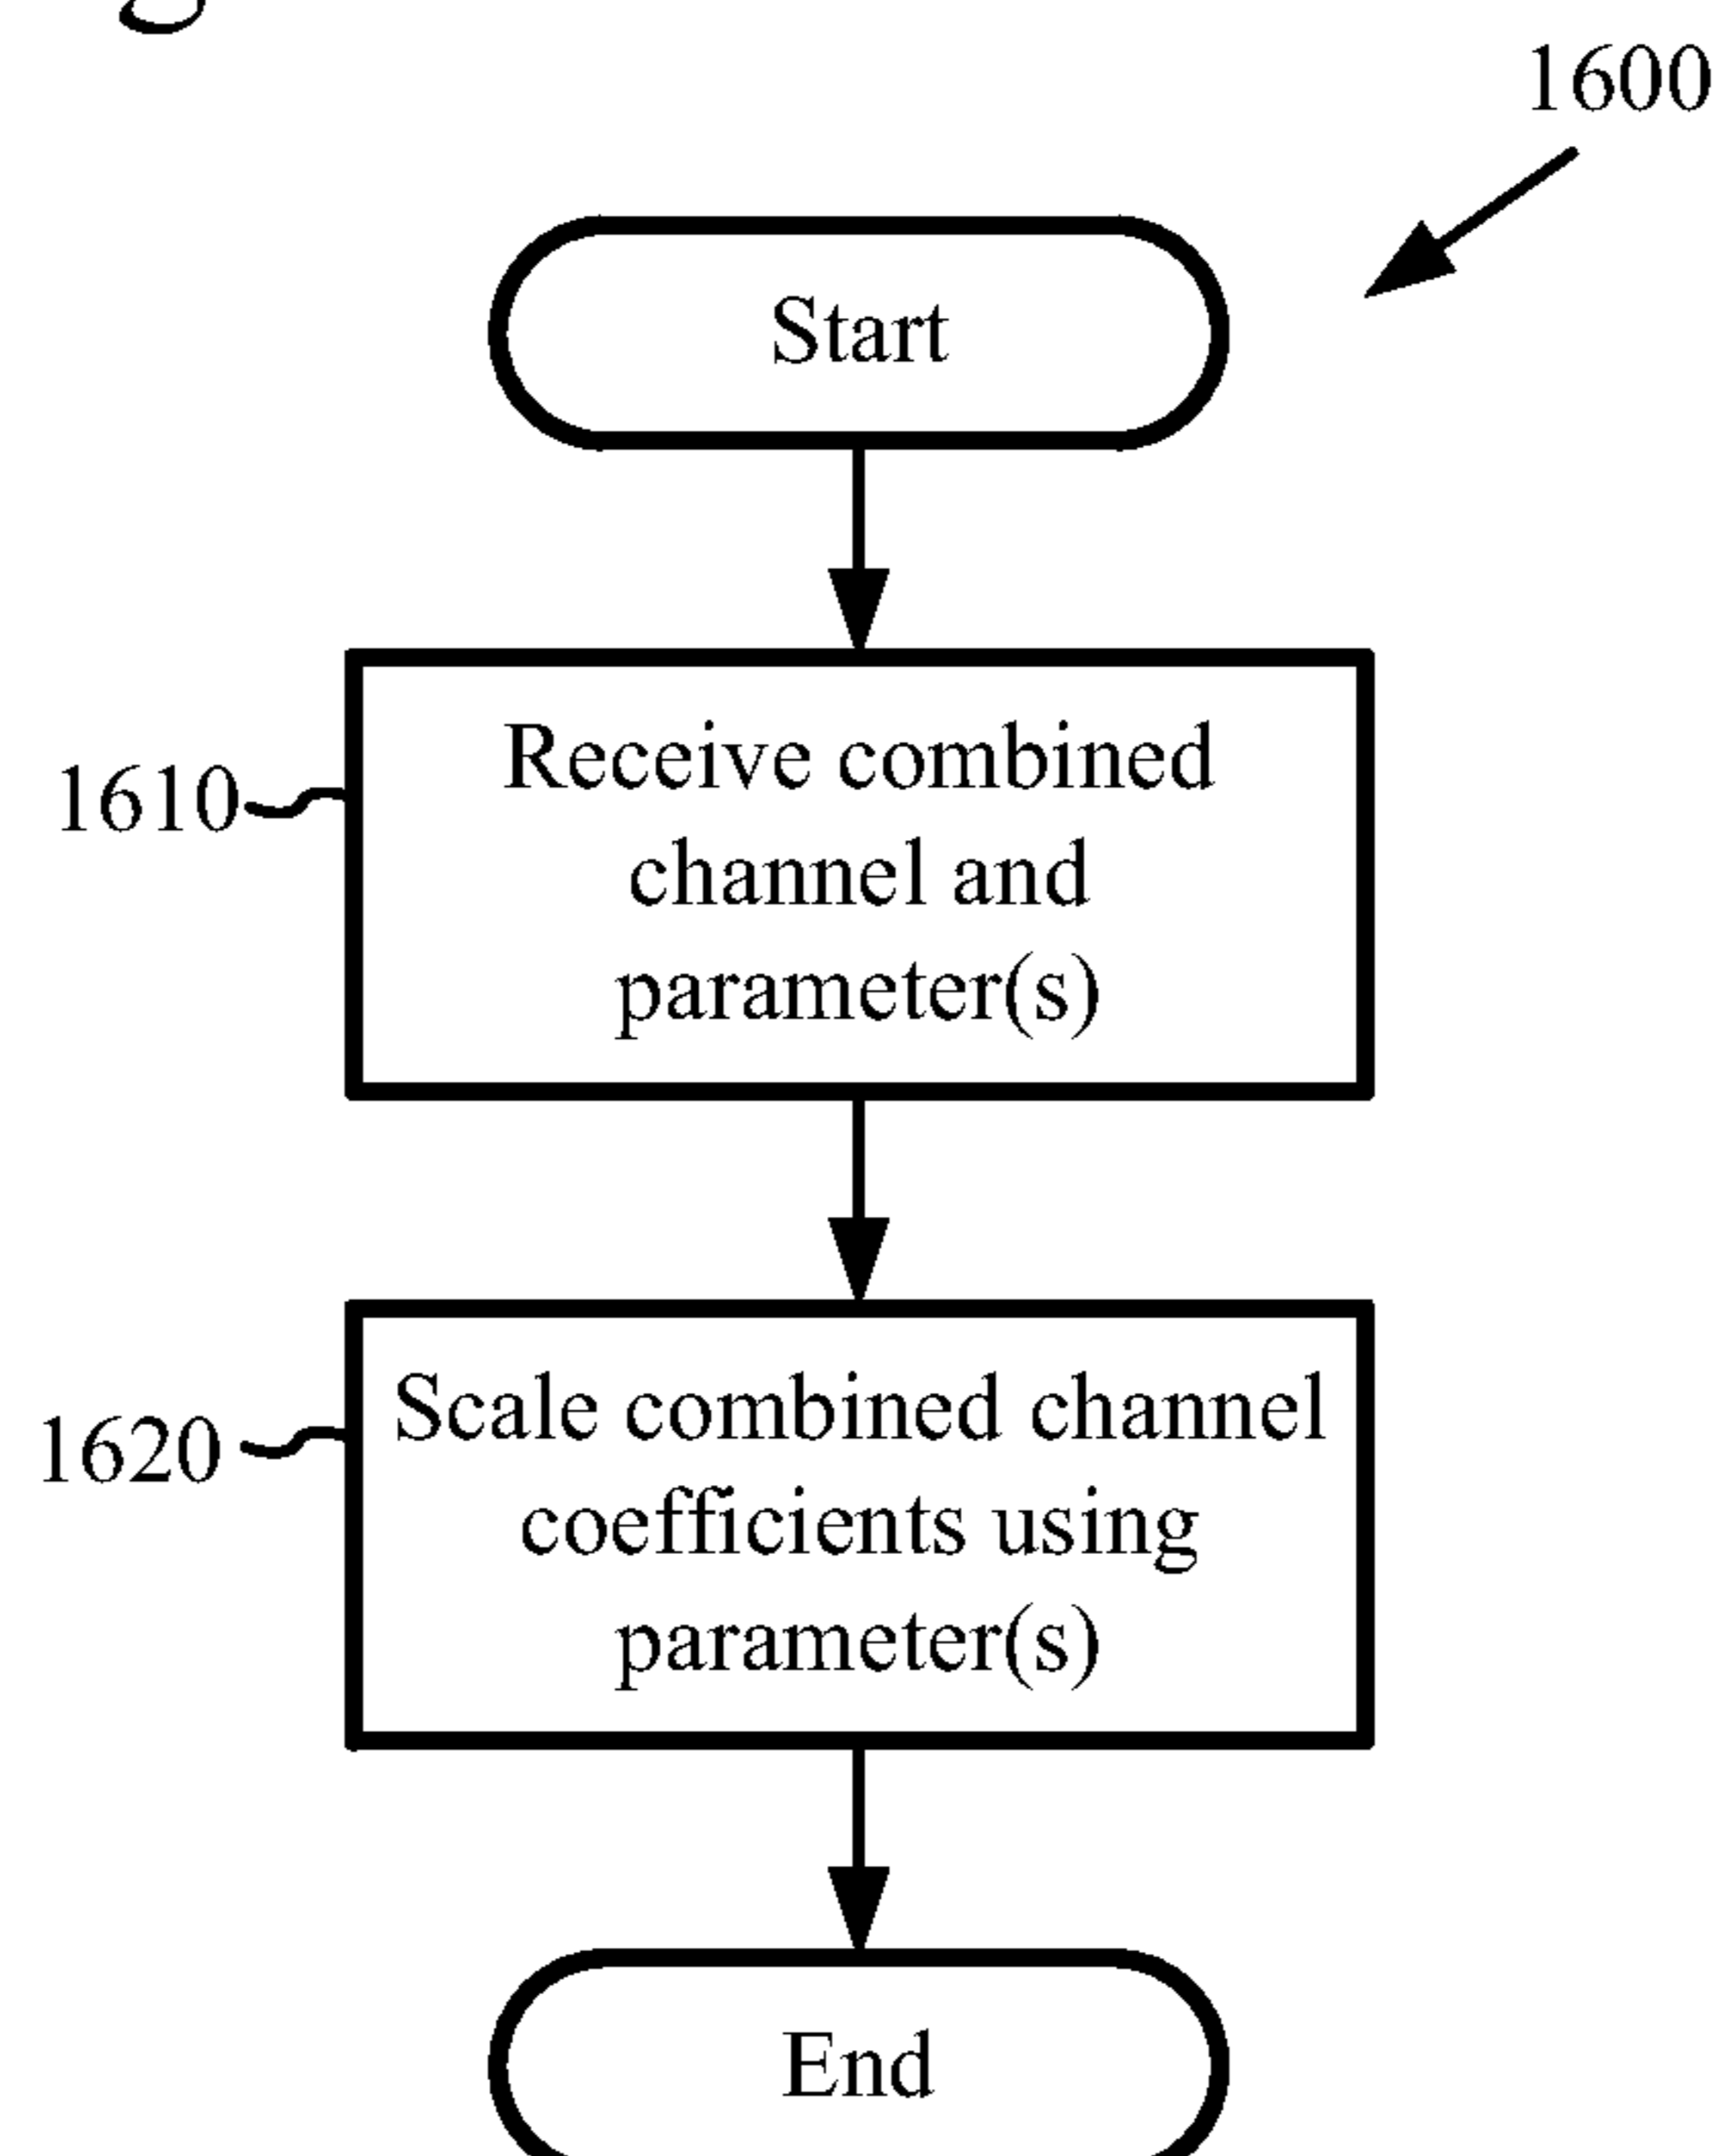 1600
Start
1610
Receive combined
channel and
parameter(s)
1620
Scale combined channel
coefficients using
parameter(s)
End